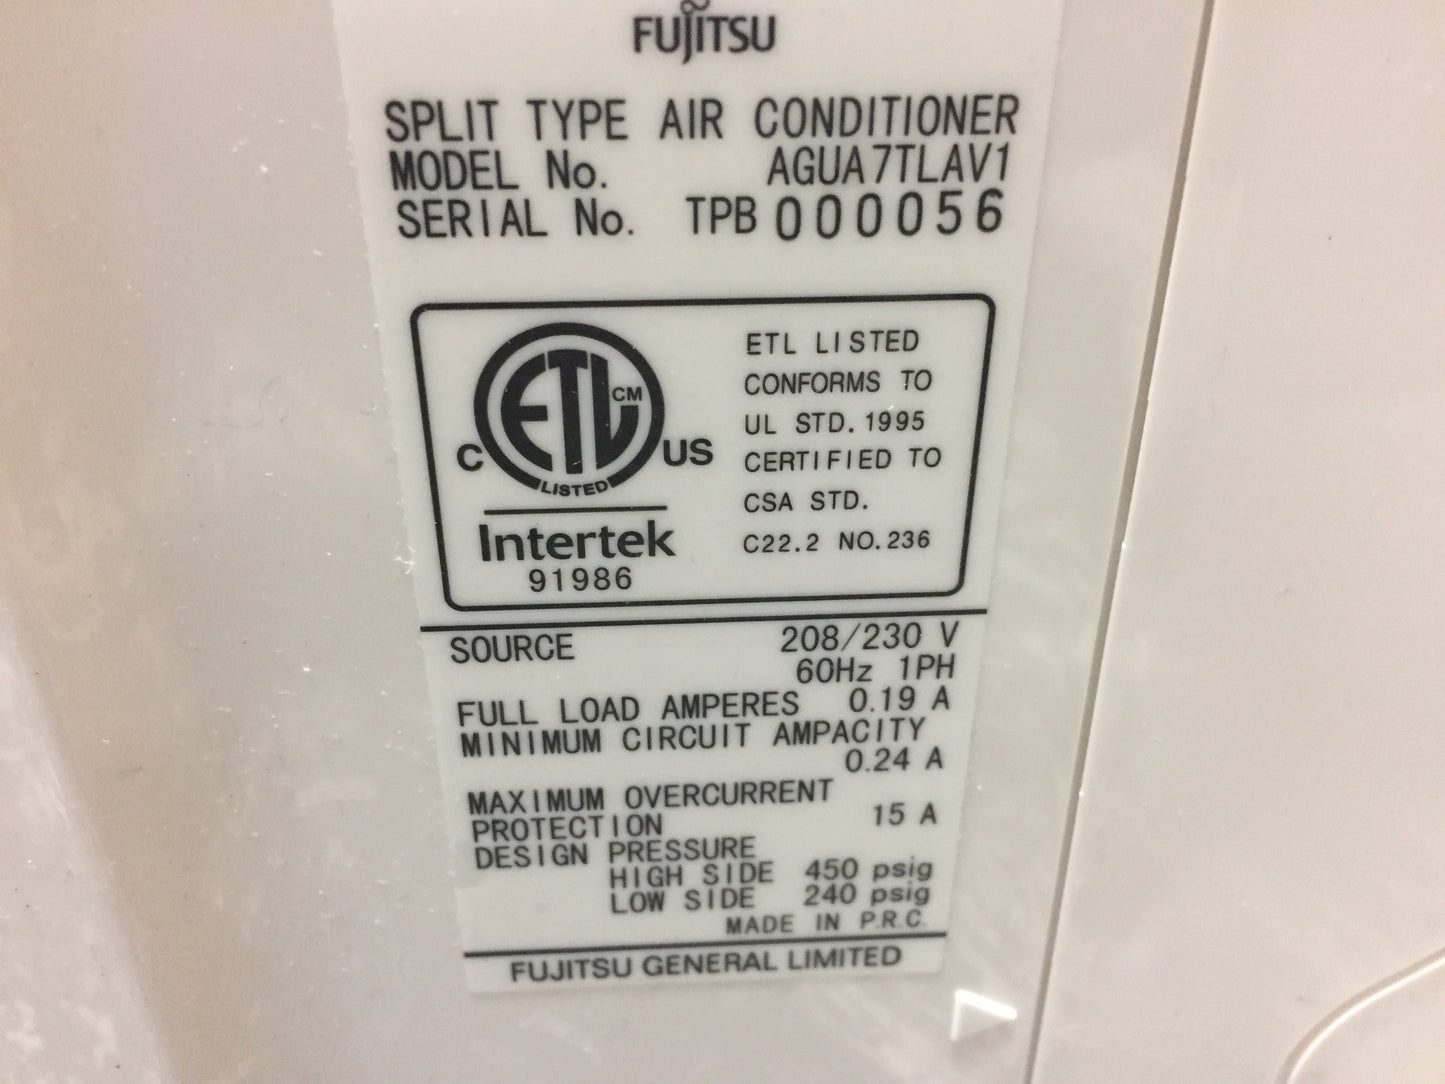 FUJITSU
SPLIT TYPE AIR CONDITIONER
MODEL No. AGUA7TLAV1
SERIAL No. TPB 000056
ETL CM
C US
LISTED
Intertek
91986
ETL LISTED
CONFORMS TO
UL STD. 1995
CERTIFIED TO
CSA STD.
C22.2 NO.236
SOURCE 208/230 V
60Hz 1PH
FULL LOAD AMPERES 0.19 A
MINIMUM CIRCUIT AMPACITY
0.24 A
MAXIMUM OVERCURRENT
PROTECTION 15 A
DESIGN PRESSURE
HIGH SIDE 450 psig
LOW SIDE 240 psig
MADE IN P.R.C.
FUJITSU GENERAL LIMITED